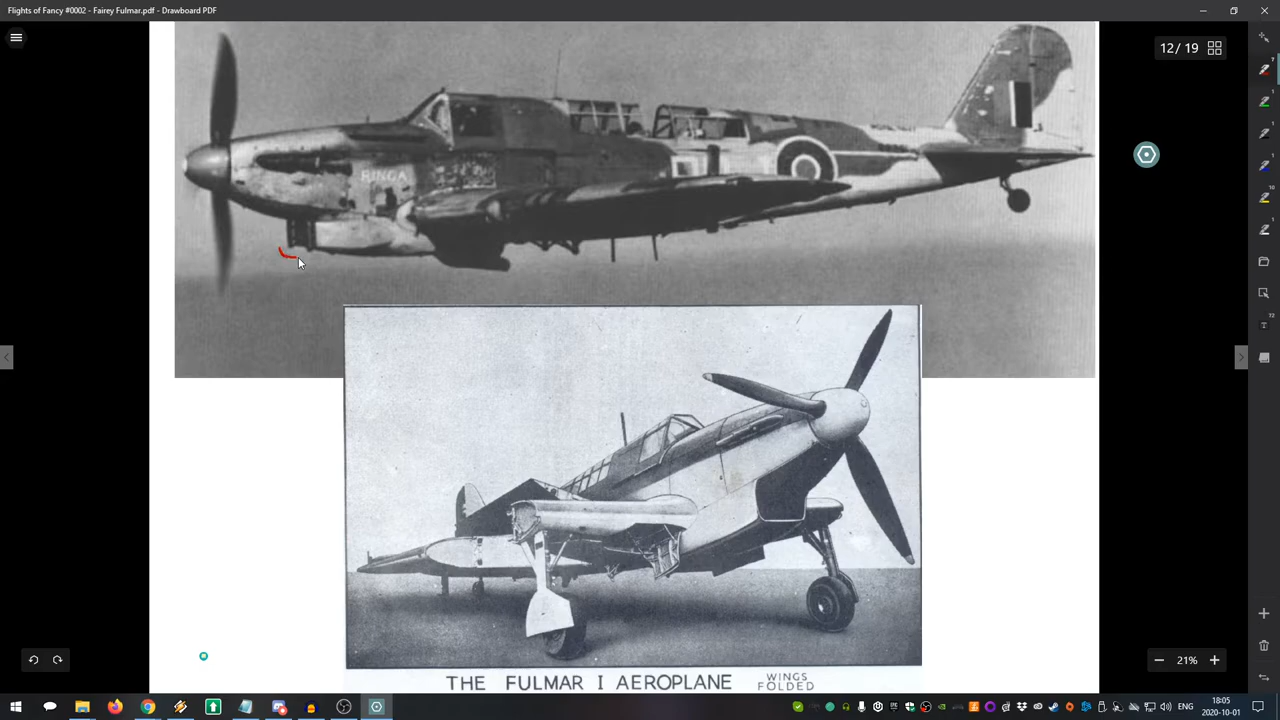 Flights of Fancy #0002 - Fairey Fulmar.pdf - Drawboard PDF
12 / 19
THE FULMAR I AEROPLANE WINGS FOLDED
21%
ENG
18:05
2020-10-01